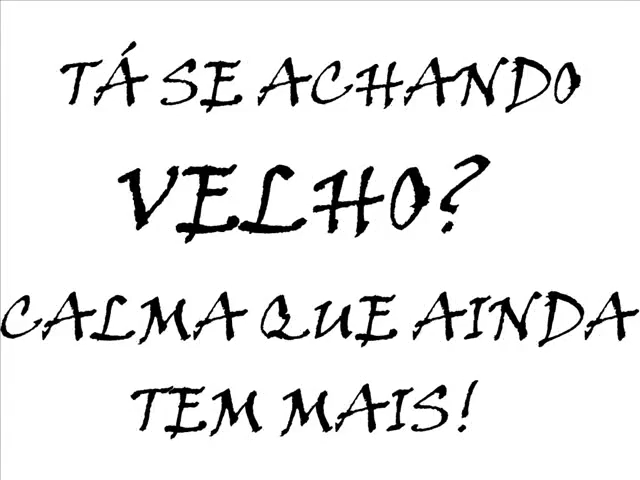 TÁ SE ACHANDO
VELHO?
CALMA QUE AINDA
TEM MAIS!